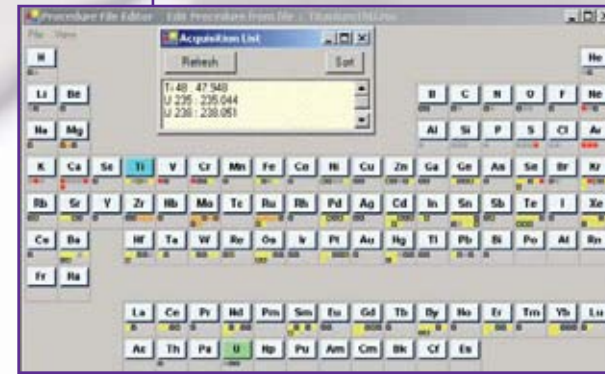 Procedure File Editor - Edit Procedure from file :
File View
Acquisition List
Refresh Sort
Ti 48 : 47.948
U 235 : 235.044
U 238 : 238.051
H He
Li Be B C N O F Ne
Na Mg Al Si P S Cl Ar
K Ca Sc Ti V Cr Mn Fe Co Ni Cu Zn Ga Ge As Se Br Kr
Rb Sr Y Zr Nb Mo Tc Ru Rh Pd Ag Cd In Sn Sb Te I Xe
Cs Ba Hf Ta W Re Os Ir Pt Au Hg Tl Pb Bi Po At Rn
Fr Ra
La Ce Pr Nd Pm Sm Eu Gd Tb Dy Ho Er Tm Yb Lu
Ac Th Pa U Np Pu Am Cm Bk Cf Es